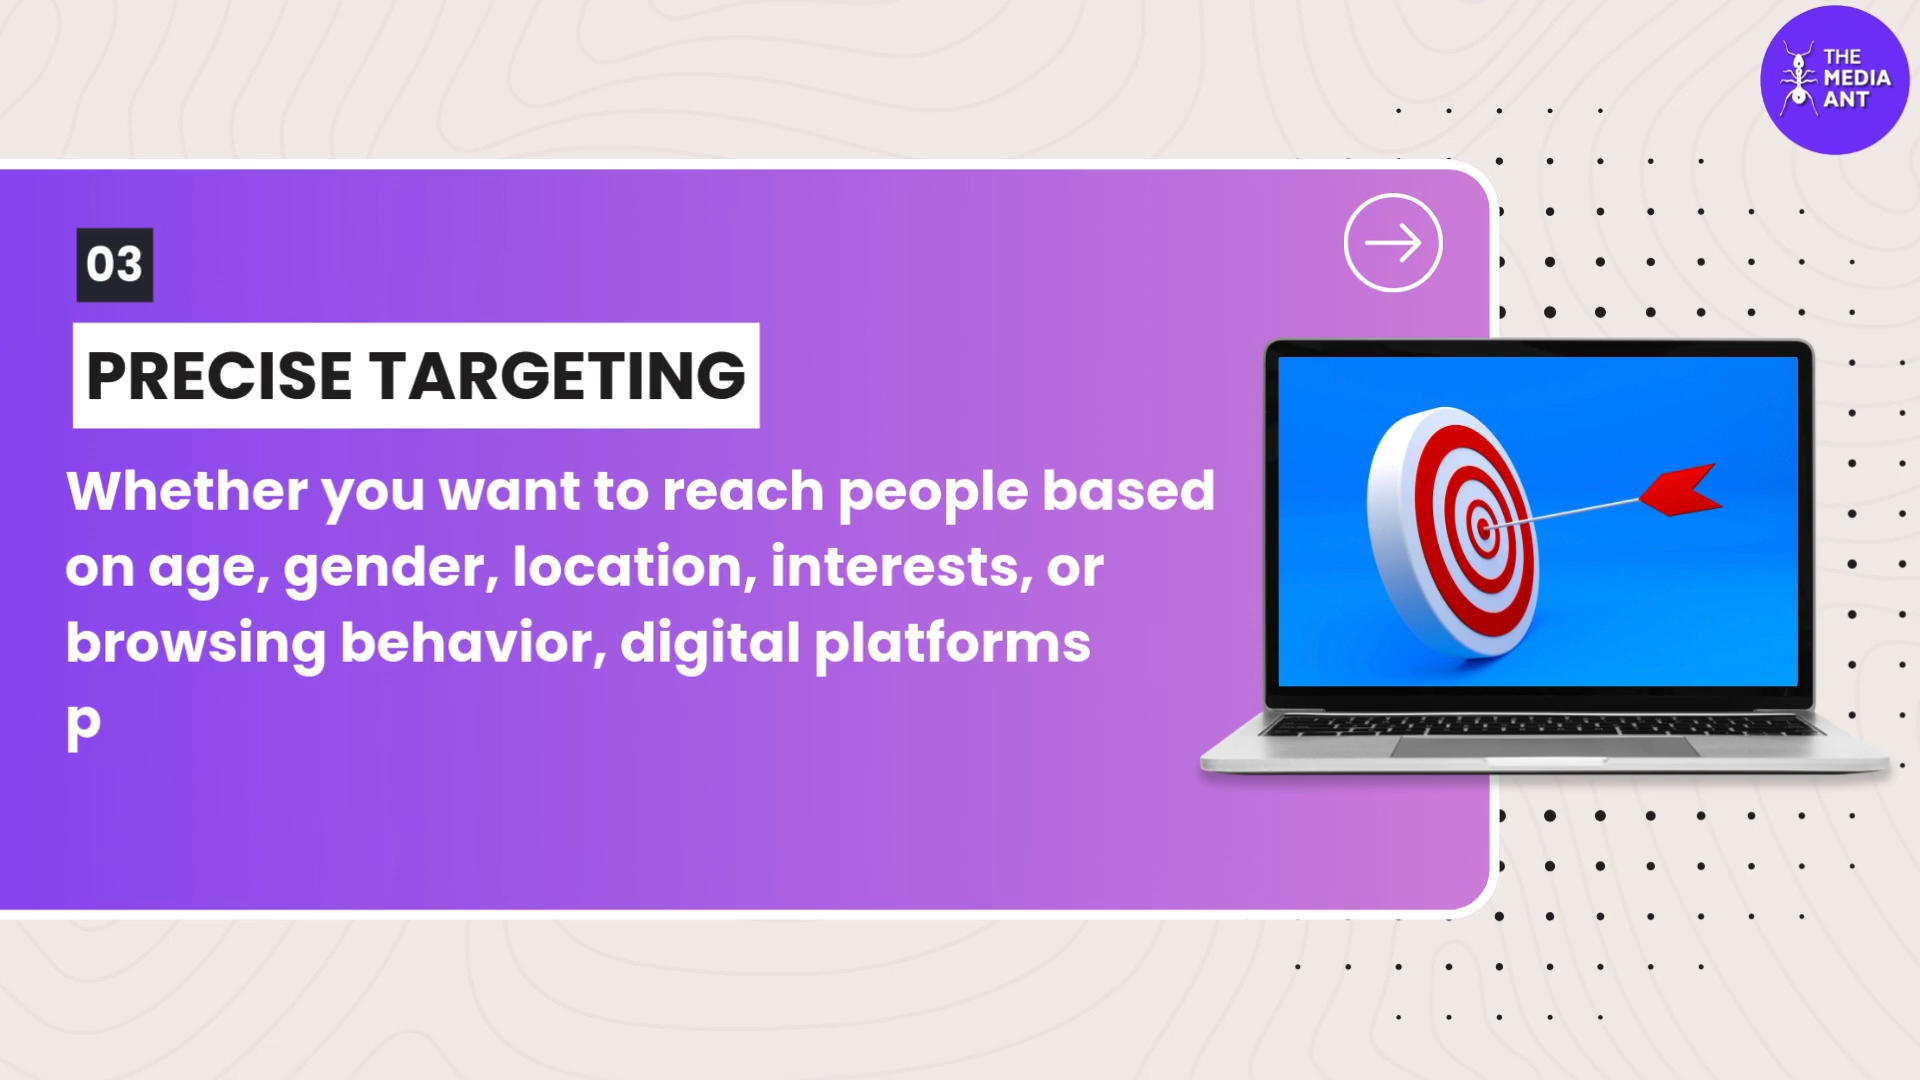 THE
MEDIA
ANT
03
PRECISE TARGETING
Whether you want to reach people based
on age, gender, location, interests, or
browsing behavior, digital platforms
p